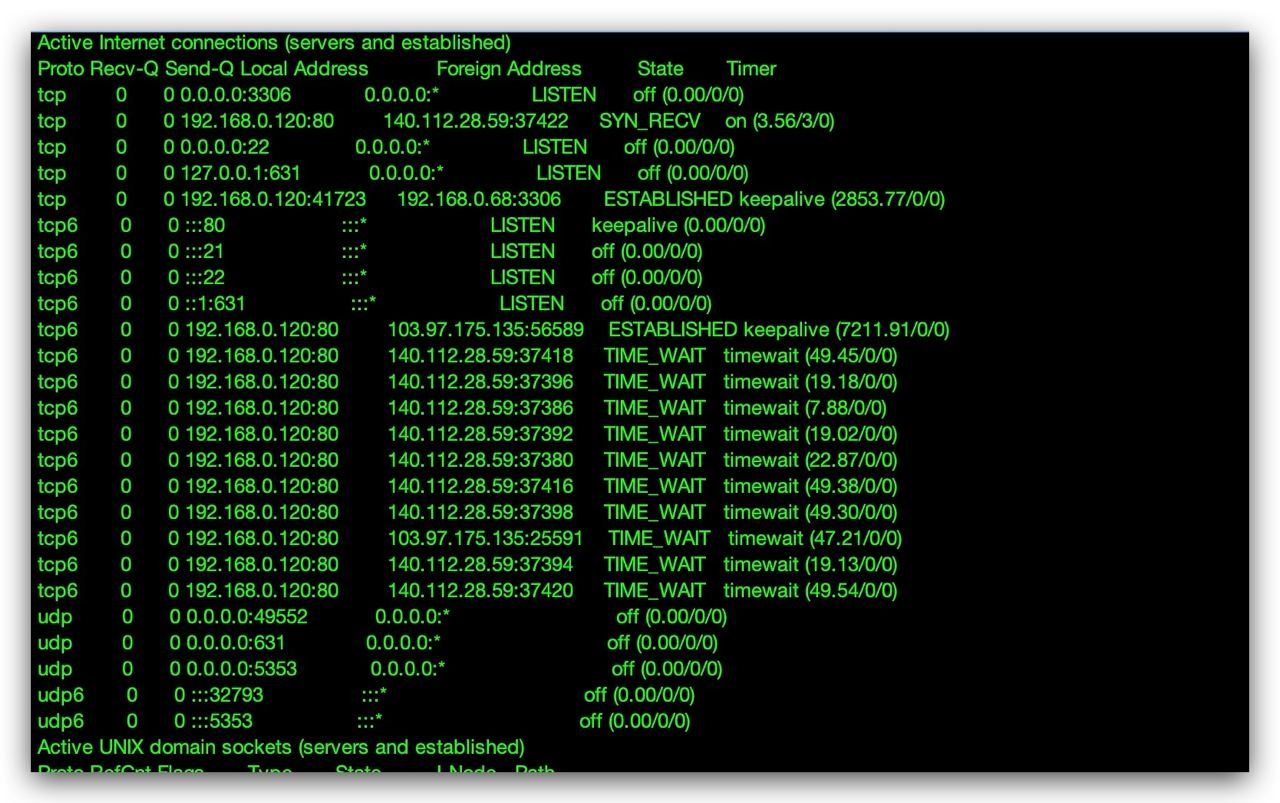 Active Internet connections (servers and established)
Proto Recv-Q Send-Q Local Address Foreign Address State Timer
tcp 0 0 0.0.0.0:3306 0.0.0.0:* LISTEN off (0.00/0/0)
tcp 0 0 192.168.0.120:80 140.112.28.59:37422 SYN_RECV on (3.56/3/0)
tcp 0 0 0.0.0.0:22 0.0.0.0:* LISTEN off (0.00/0/0)
tcp 0 0 127.0.0.1:631 0.0.0.0:* LISTEN off (0.00/0/0)
tcp 0 0 192.168.0.120:41723 192.168.0.68:3306 ESTABLISHED keepalive (2853.77/0/0)
tcp6 0 0 :::80 :::* LISTEN keepalive (0.00/0/0)
tcp6 0 0 :::21 :::* LISTEN off (0.00/0/0)
tcp6 0 0 :::22 :::* LISTEN off (0.00/0/0)
tcp6 0 0 ::1:631 :::* LISTEN off (0.00/0/0)
tcp6 0 0 192.168.0.120:80 103.97.175.135:56589 ESTABLISHED keepalive (7211.91/0/0)
tcp6 0 0 192.168.0.120:80 140.112.28.59:37418 TIME_WAIT timewait (49.45/0/0)
tcp6 0 0 192.168.0.120:80 140.112.28.59:37396 TIME_WAIT timewait (19.18/0/0)
tcp6 0 0 192.168.0.120:80 140.112.28.59:37386 TIME_WAIT timewait (7.88/0/0)
tcp6 0 0 192.168.0.120:80 140.112.28.59:37392 TIME_WAIT timewait (19.02/0/0)
tcp6 0 0 192.168.0.120:80 140.112.28.59:37380 TIME_WAIT timewait (22.87/0/0)
tcp6 0 0 192.168.0.120:80 140.112.28.59:37416 TIME_WAIT timewait (49.38/0/0)
tcp6 0 0 192.168.0.120:80 140.112.28.59:37398 TIME_WAIT timewait (49.30/0/0)
tcp6 0 0 192.168.0.120:80 103.97.175.135:25591 TIME_WAIT timewait (47.21/0/0)
tcp6 0 0 192.168.0.120:80 140.112.28.59:37394 TIME_WAIT timewait (19.13/0/0)
tcp6 0 0 192.168.0.120:80 140.112.28.59:37420 TIME_WAIT timewait (49.54/0/0)
udp 0 0 0.0.0.0:49552 0.0.0.0:* off (0.00/0/0)
udp 0 0 0.0.0.0:631 0.0.0.0:* off (0.00/0/0)
udp 0 0 0.0.0.0:5353 0.0.0.0:* off (0.00/0/0)
udp6 0 0 :::32793 :::* off (0.00/0/0)
udp6 0 0 :::5353 :::* off (0.00/0/0)
Active UNIX domain sockets (servers and established)
Proto RefCnt Flags Type State I-Node Path